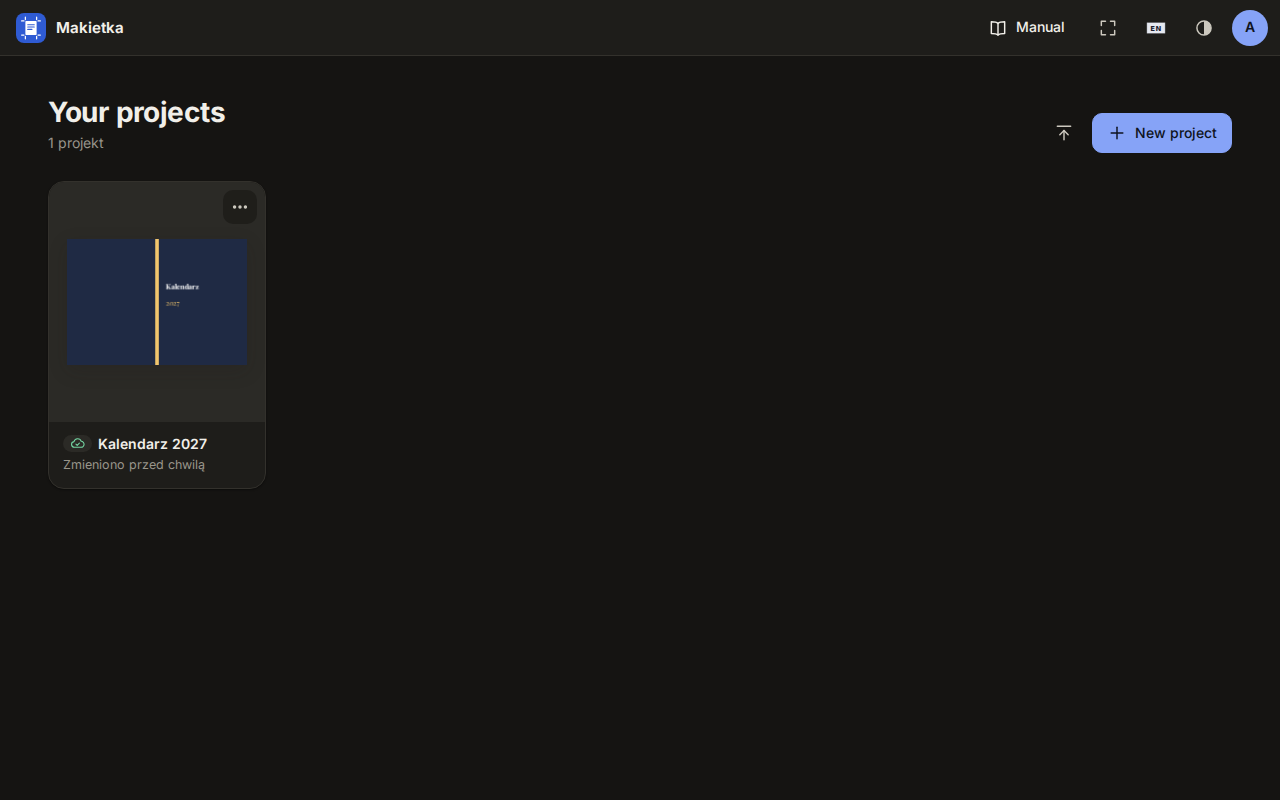 Makietka
Manual
EN
A
Your projects
1 projekt
New project
Kalendarz
2027
Kalendarz 2027
Zmieniono przed chwilą